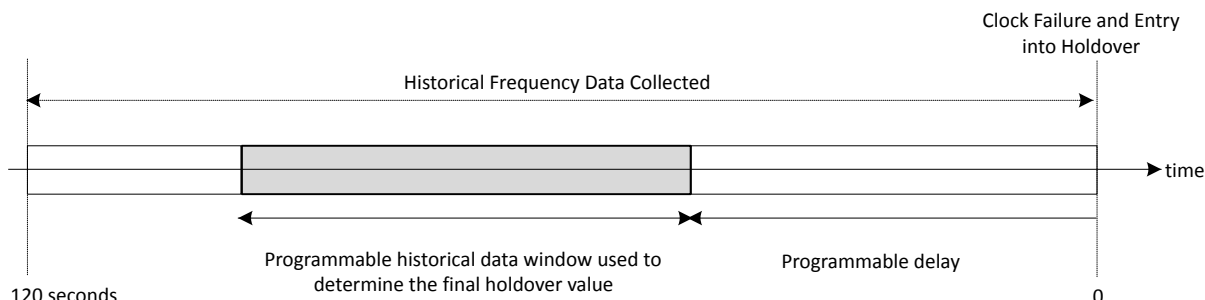 Clock Failure and Entry
into Holdover
Historical Frequency Data Collected
time
Programmable historical data window used to
determine the final holdover value
Programmable delay
120 seconds
0